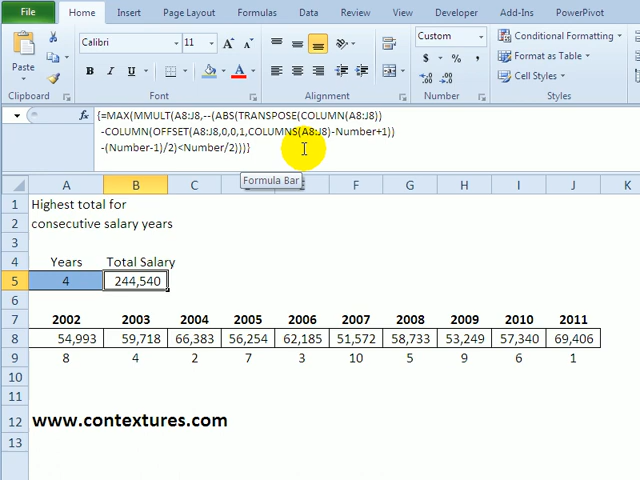 File Home Insert Page Layout Formulas Data Review View Developer Add-Ins PowerPivot
Calibri 11 Custom Conditional Formatting
Paste B I U A $ % , Format as Table
Cell Styles
Clipboard Font Alignment Number Styles
fx {=MAX(MMULT(A8:J8,--(ABS(TRANSPOSE(COLUMN(A8:J8))
-COLUMN(OFFSET(A8:J8,0,0,1,COLUMNS(A8:J8)-Number+1))
-(Number-1)/2)<Number/2)))}
Formula Bar
A B C D E F G H I J K
1 Highest total for
2 consecutive salary years
3
4 Years Total Salary
5 4 244,540
6
7 2002 2003 2004 2005 2006 2007 2008 2009 2010 2011
8 54,993 59,718 66,383 56,254 62,185 51,572 58,733 53,249 57,340 69,406
9 8 4 2 7 3 10 5 9 6 1
10
11
12 www.contextures.com
13